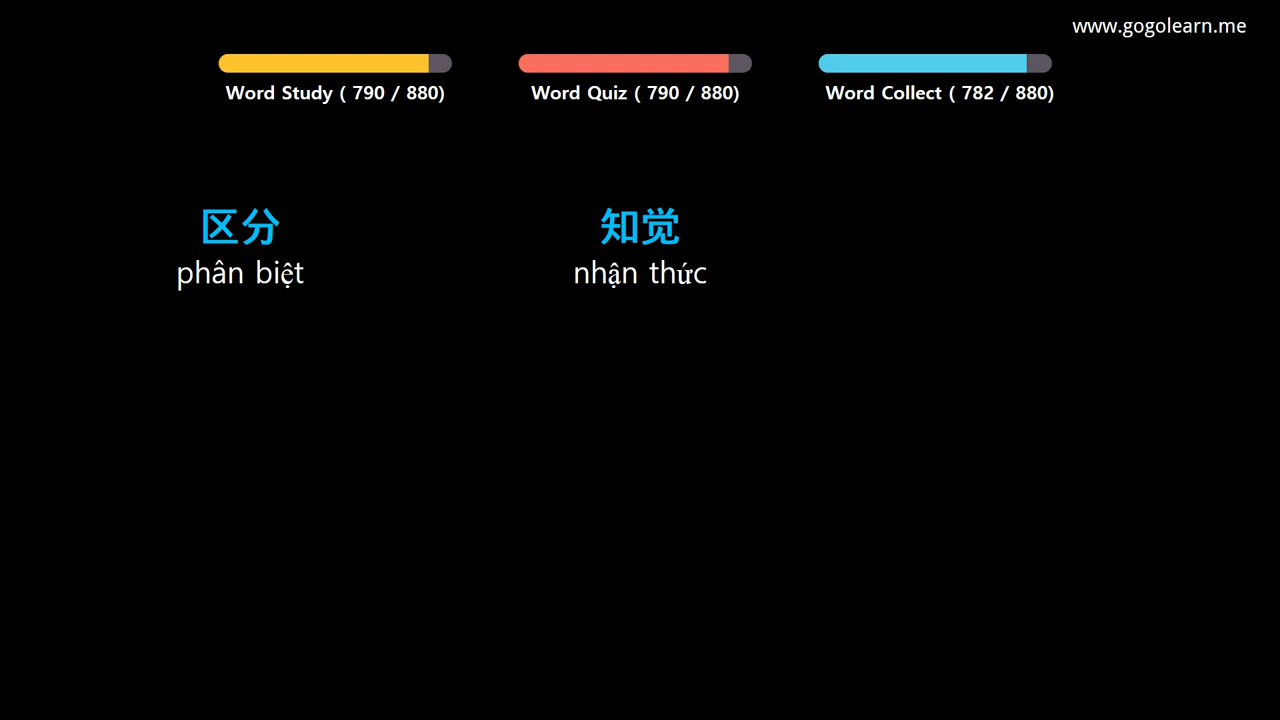 www.gogolearn.me
Word Study ( 790 / 880)
Word Quiz ( 790 / 880)
Word Collect ( 782 / 880)
区分
phân biệt
知觉
nhận thức